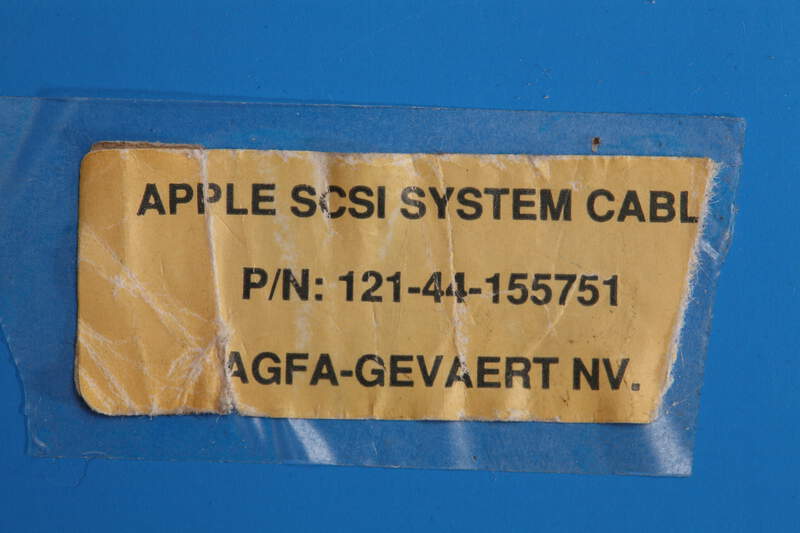 APPLE SCSI SYSTEM CABL
P/N: 121-44-155751
AGFA-GEVAERT NV.